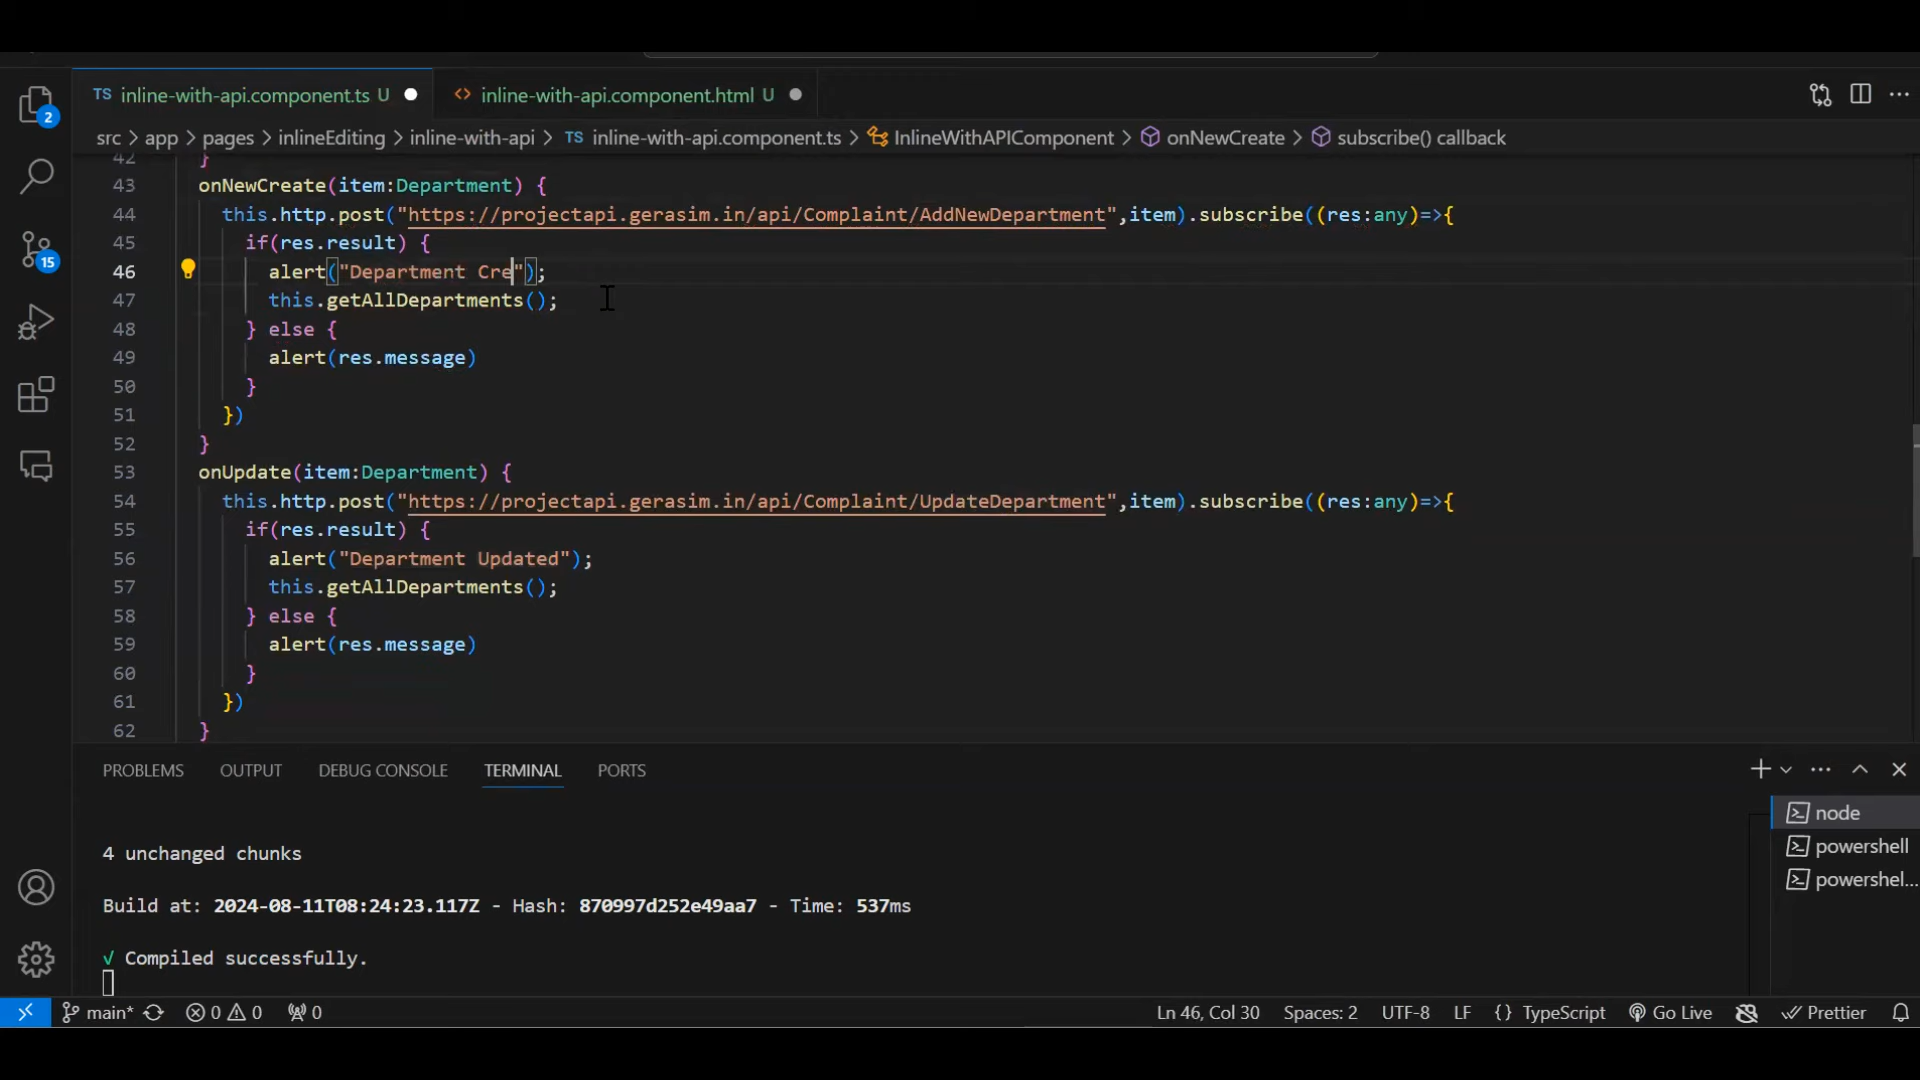 TS inline-with-api.component.ts U
<> inline-with-api.component.html U
src > app > pages > inlineEditing > inline-with-api > TS inline-with-api.component.ts > InlineWithAPIComponent > onNewCreate > subscribe() callback
42 }
43 onNewCreate(item:Department) {
44 this.http.post("https://projectapi.gerasim.in/api/Complaint/AddNewDepartment",item).subscribe((res:any)=>{
45 if(res.result) {
46 alert("Department Cre");
47 this.getAllDepartments();
48 } else {
49 alert(res.message)
50 }
51 })
52 }
53 onUpdate(item:Department) {
54 this.http.post("https://projectapi.gerasim.in/api/Complaint/UpdateDepartment",item).subscribe((res:any)=>{
55 if(res.result) {
56 alert("Department Updated");
57 this.getAllDepartments();
58 } else {
59 alert(res.message)
60 }
61 })
62 }
2
15
PROBLEMS OUTPUT DEBUG CONSOLE TERMINAL PORTS
4 unchanged chunks
Build at: 2024-08-11T08:24:23.117Z - Hash: 870997d252e49aa7 - Time: 537ms
√ Compiled successfully.
node
powershell
powershel...
main* 0 0 0 Ln 46, Col 30 Spaces: 2 UTF-8 LF {} TypeScript Go Live Prettier